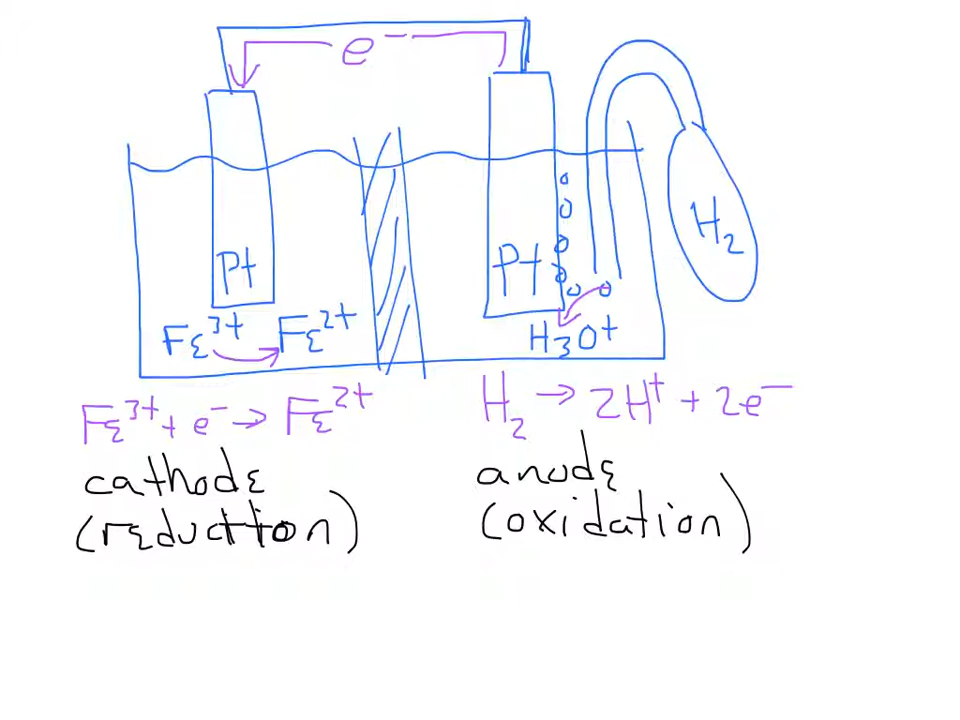 e⁻
H₂
Pt
Pt
Fe³⁺ Fe²⁺
H₃O⁺
Fe³⁺ + e⁻ → Fe²⁺
H₂ → 2H⁺ + 2e⁻
cathode
(reduction)
anode
(oxidation)